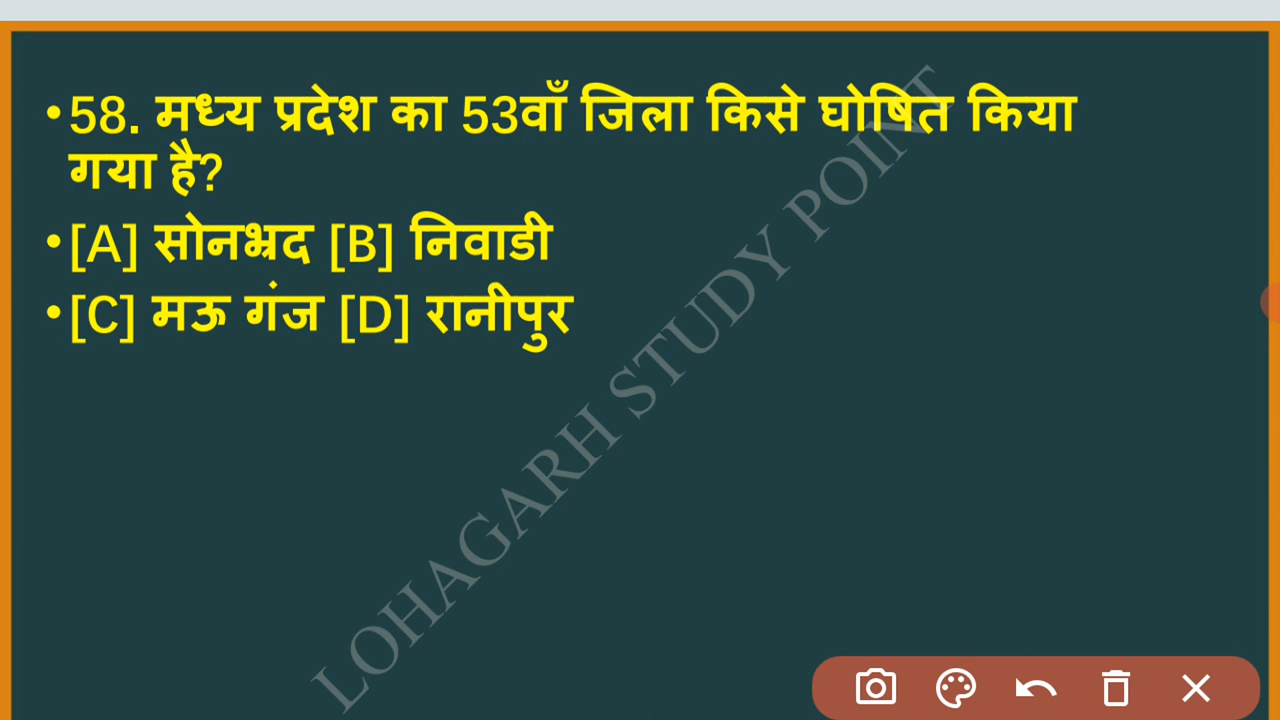 •58. मध्य प्रदेश का 53वाँ जिला किसे घोषित किया
गया है?
•[A] सोनभ्रद [B] निवाडी
•[C] मऊ गंज [D] रानीपुर
LOHAGARH STUDY POINT